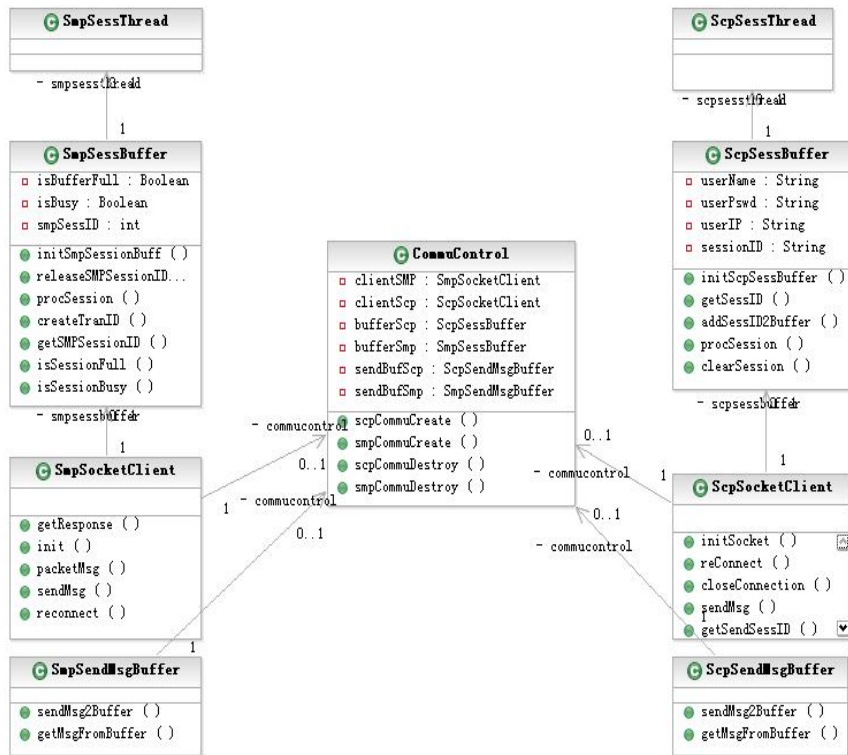 SmpSessThread
- smpsessthread
1
SmpSessBuffer
isBufferFull : Boolean
isBusy : Boolean
smpSessID : int
initSmpSessionBuff ()
releaseSMPSessionID...
procSession ()
createTranID ()
getSMPSessionID ()
isSessionFull ()
isSessionBusy ()
- smpsessbuffer
1
SmpSocketClient
getResponse ()
init ()
packetMsg ()
sendMsg ()
reconnect ()
1
SmpSendMsgBuffer
sendMsg2Buffer ()
getMsgFromBuffer ()
- commucontrol
0..1
1
- commucontrol
0..1
CommuControl
clientSMP : SmpSocketClient
clientScp : ScpSocketClient
bufferScp : ScpSessBuffer
bufferSmp : SmpSessBuffer
sendBufScp : ScpSendMsgBuffer
sendBufSmp : SmpSendMsgBuffer
scpCommuCreate ()
smpCommuCreate ()
scpCommuDestroy ()
smpCommuDestroy ()
0..1
- commucontrol
1
0..1
- commucontrol
ScpSessThread
- scpsessthread
1
ScpSessBuffer
userName : String
userPswd : String
userIP : String
sessionID : String
initScpSessBuffer ()
getSessID ()
addSessID2Buffer ()
procSession ()
clearSession ()
- scpsessbuffer
1
ScpSocketClient
initSocket ()
reConnect ()
closeConnection ()
sendMsg ()
1
getSendSessID ()
ScpSendMsgBuffer
sendMsg2Buffer ()
getMsgFromBuffer ()